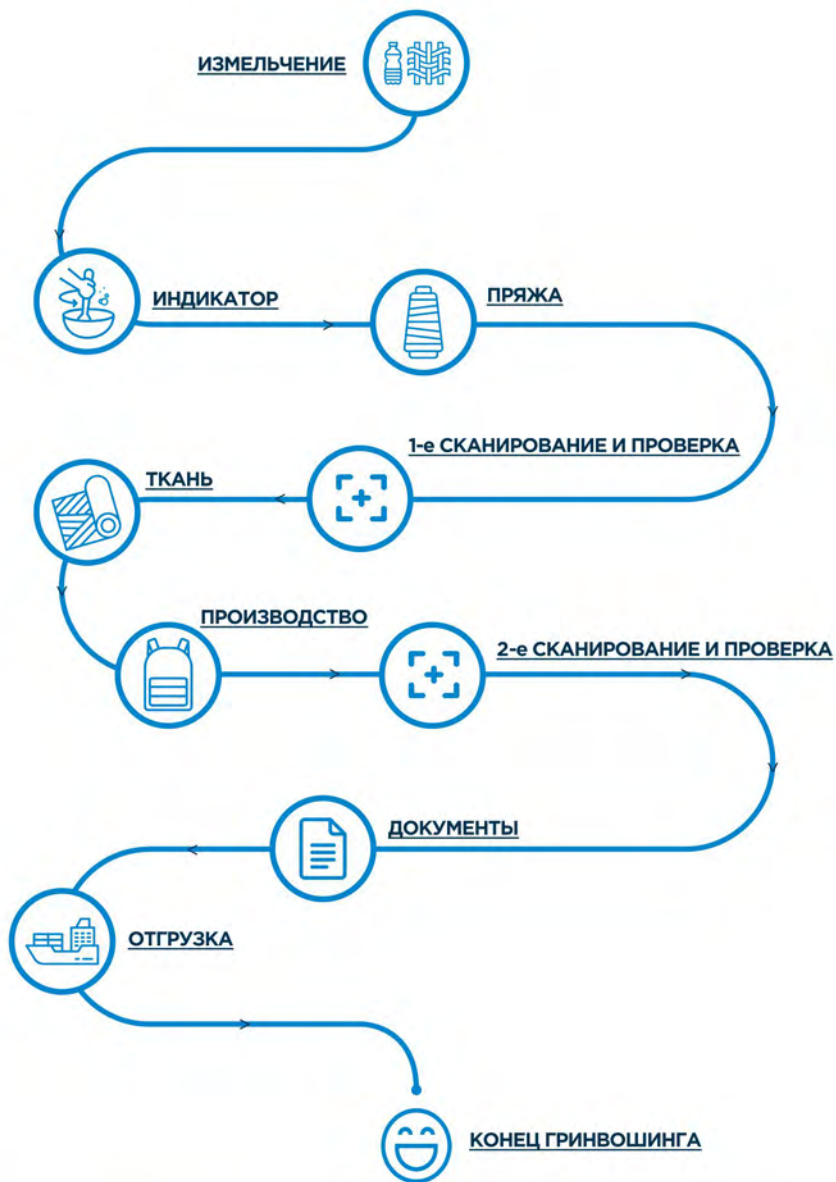 ИЗМЕЛЬЧЕНИЕ
ИНДИКАТОР
ПРЯЖА
1-е СКАНИРОВАНИЕ И ПРОВЕРКА
ТКАНЬ
ПРОИЗВОДСТВО
2-е СКАНИРОВАНИЕ И ПРОВЕРКА
ДОКУМЕНТЫ
ОТГРУЗКА
КОНЕЦ ГРИНВОШИНГА